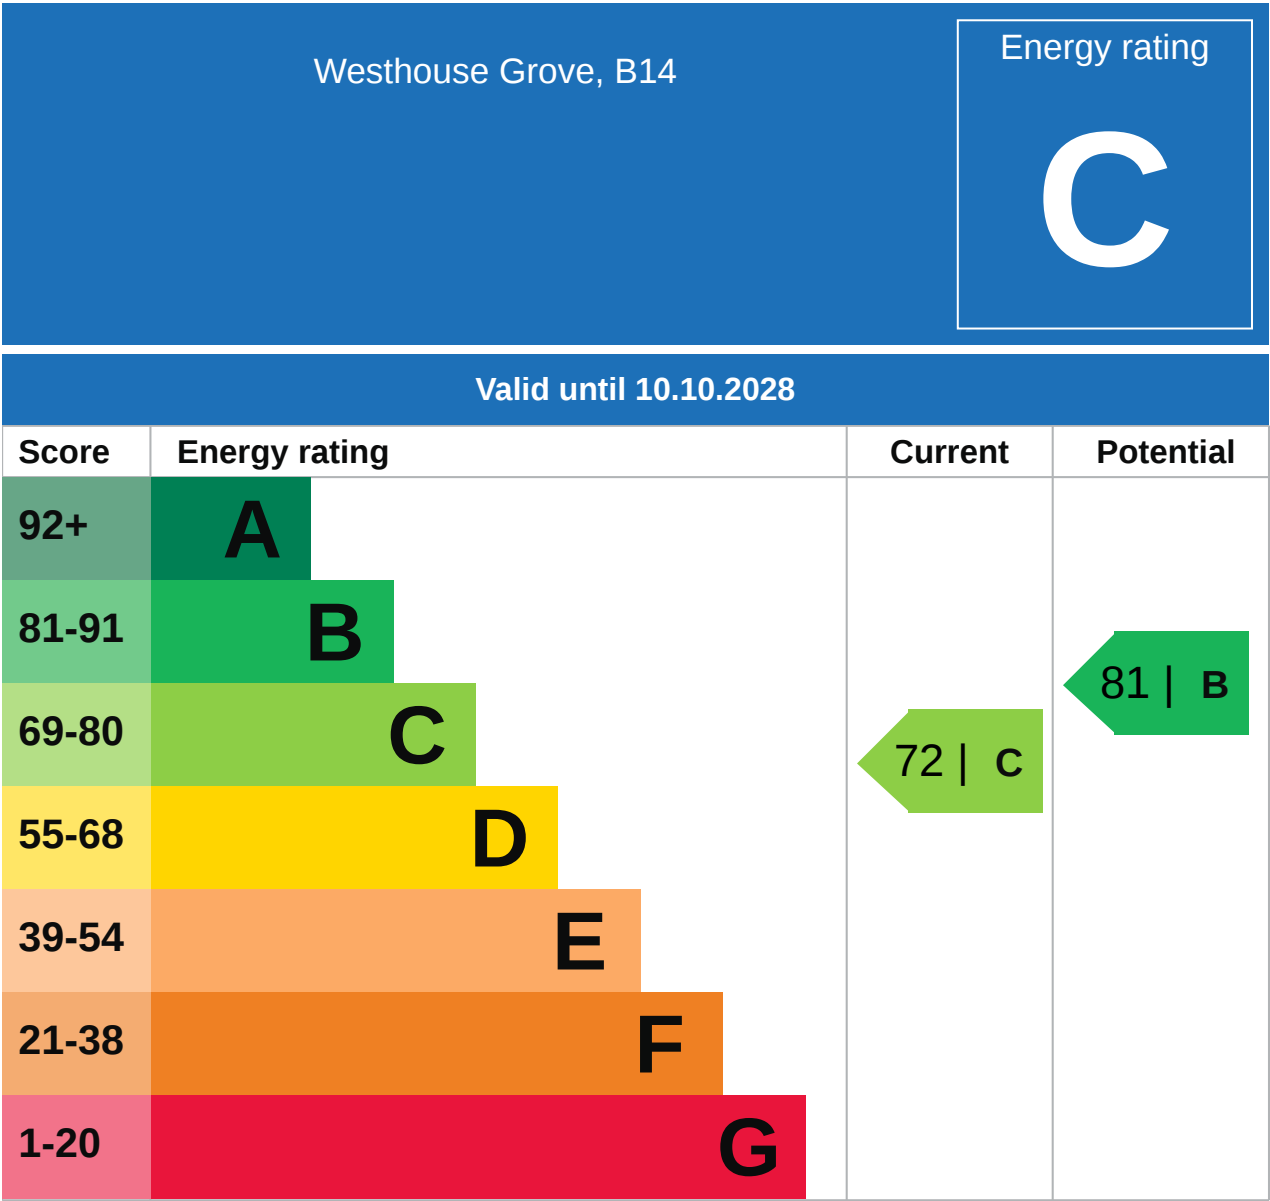 Westhouse Grove, B14
Energy rating
C
Valid until 10.10.2028
Score Energy rating Current Potential
92+ A
81-91 B
81 | B
69-80 C
72 | C
55-68 D
39-54 E
21-38 F
1-20 G